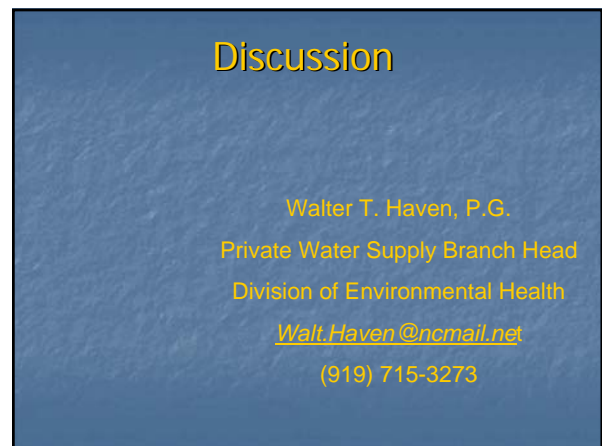 Discussion
Walter T. Haven, P.G.
Private Water Supply Branch Head
Division of Environmental Health
Walt.Haven@ncmail.net
(919) 715-3273